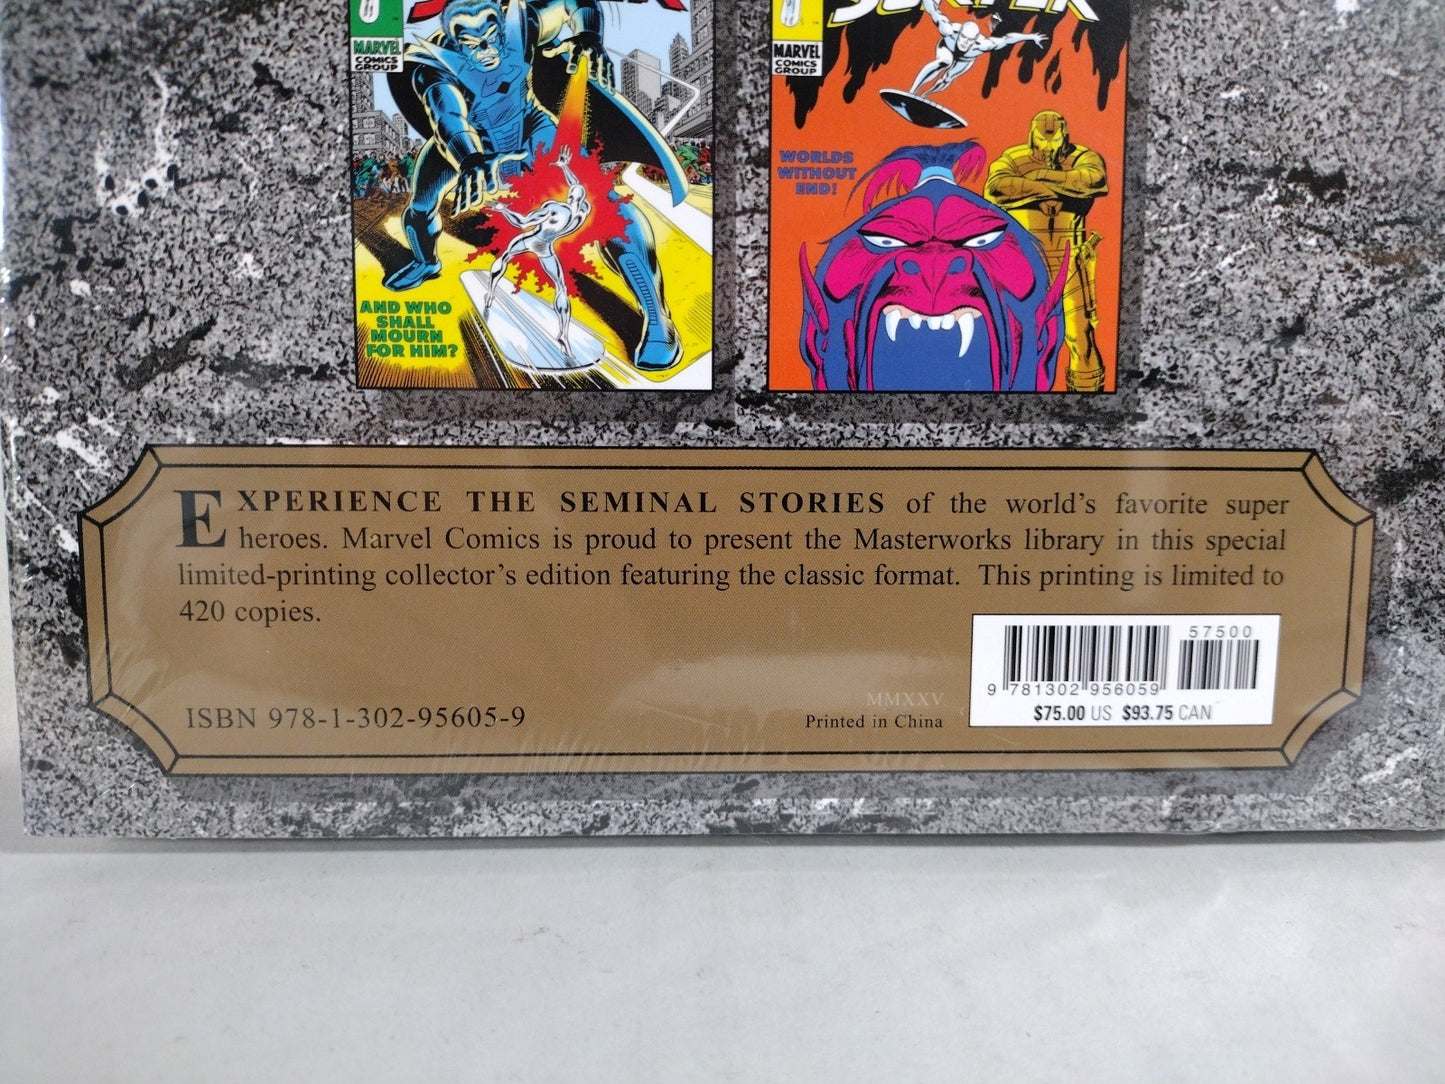 SURFER
MARVEL
COMICS
GROUP
AND WHO
SHALL
MOURN
FOR HIM?
SURFER
MARVEL
COMICS
GROUP
WORLDS
WITHOUT
END!
EXPERIENCE THE SEMINAL STORIES of the world's favorite super
heroes. Marvel Comics is proud to present the Masterworks library in this special
limited-printing collector's edition featuring the classic format. This printing is limited to
420 copies.
57500
9 781302 956059
$75.00 US $93.75 CAN
MMXXV
Printed in China
ISBN 978-1-302-95605-9